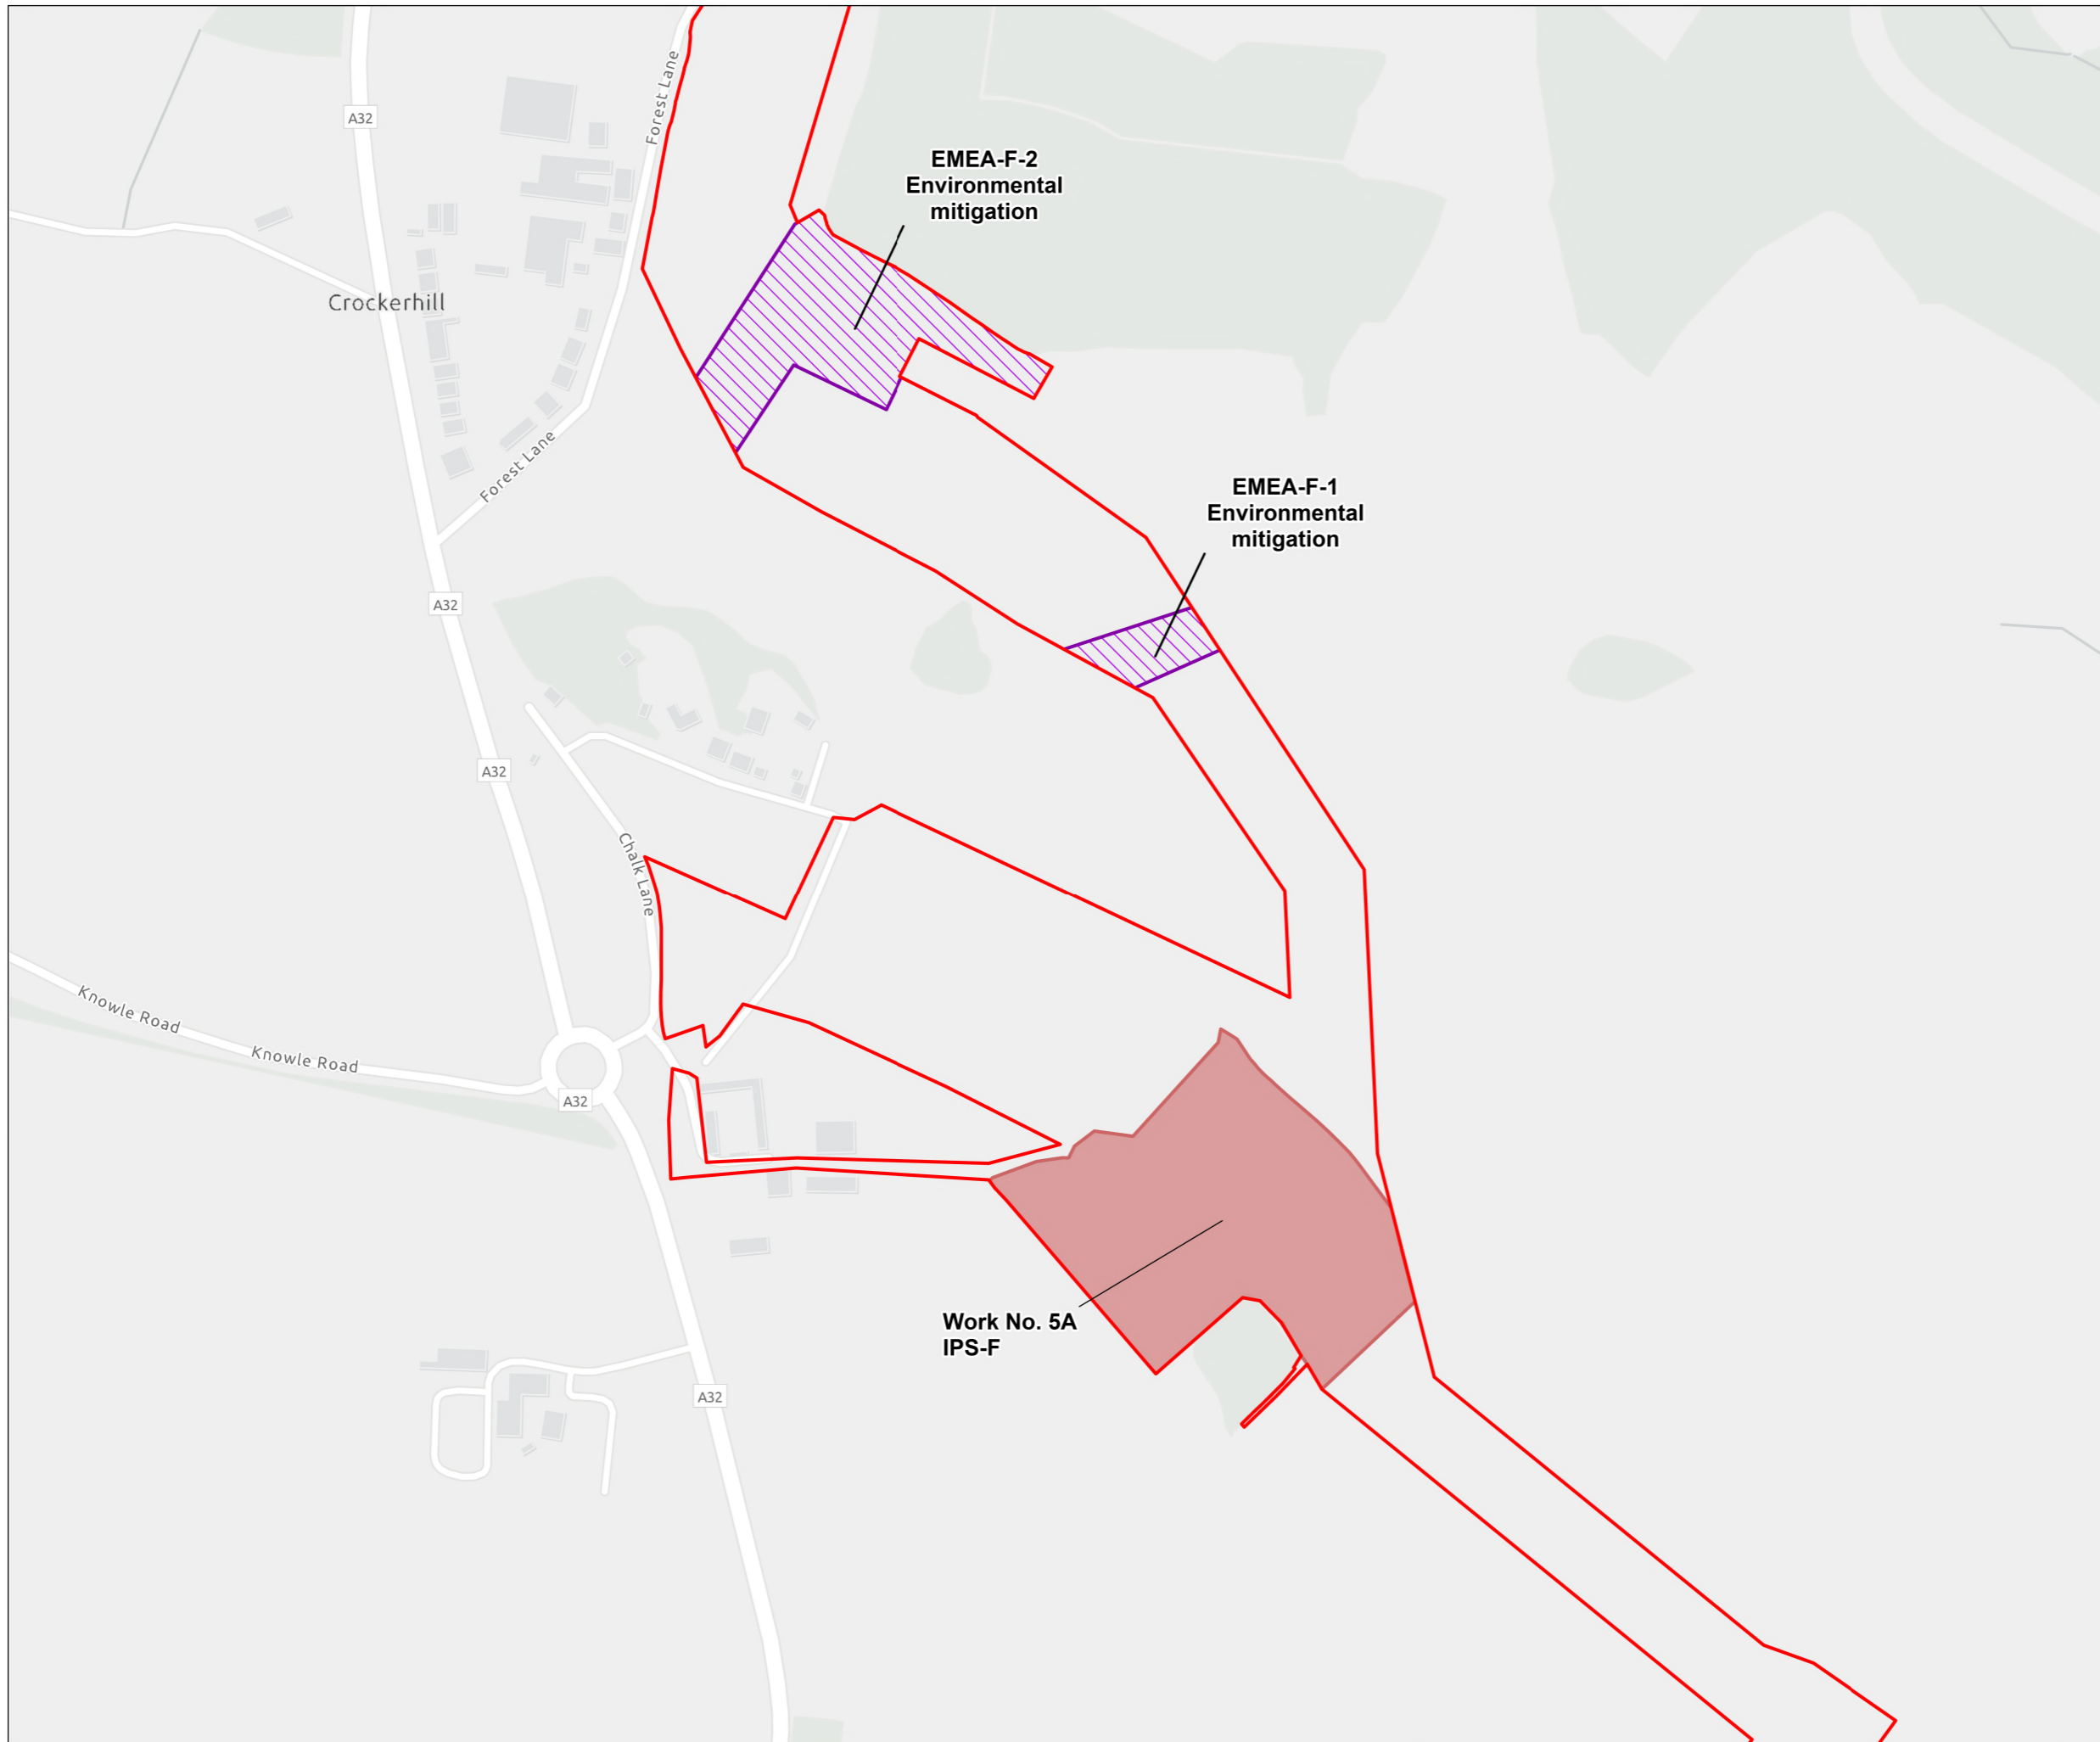 Forest Lane
A32
EMEA-F-2
Environmental
mitigation
Crockerhill
Forest Lane
EMEA-F-1
Environmental
mitigation
A32
A32
Chalk Lane
Knowle Road
Knowle Road
A32
Work No. 5A
IPS-F
A32